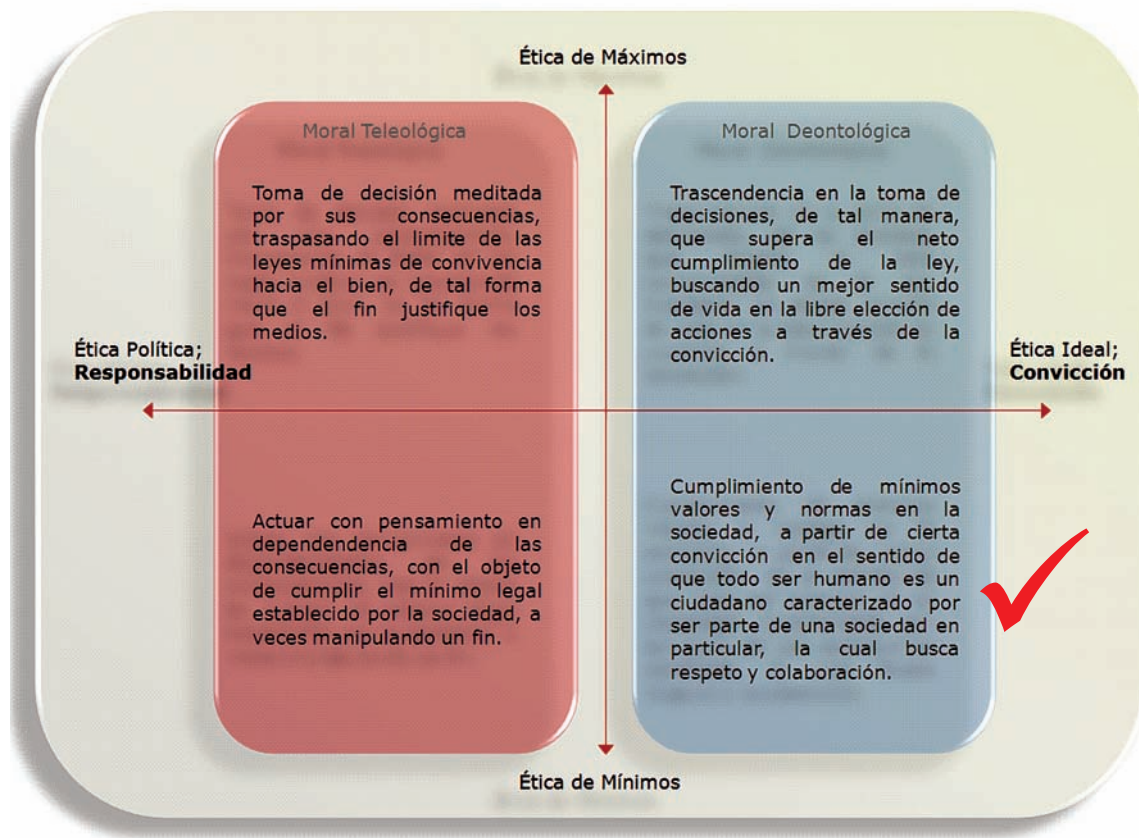 Ética de Máximos
Moral Teleológica
Toma de decisión meditada
por sus consecuencias,
traspasando el limite de las
leyes mínimas de convivencia
hacia el bien, de tal forma
que el fin justifique los
medios.
Moral Deontológica
Trascendencia en la toma de
decisiones, de tal manera,
que supera el neto
cumplimiento de la ley,
buscando un mejor sentido
de vida en la libre elección de
acciones a través de la
convicción.
Ética Política;
Responsabilidad
Ética Ideal;
Convicción
Actuar con pensamiento en
dependendencia de las
consecuencias, con el objeto
de cumplir el mínimo legal
establecido por la sociedad, a
veces manipulando un fin.
Cumplimiento de mínimos
valores y normas en la
sociedad, a partir de cierta
convicción en el sentido de
que todo ser humano es un
ciudadano caracterizado por
ser parte de una sociedad en
particular, la cual busca
respeto y colaboración.
Ética de Mínimos